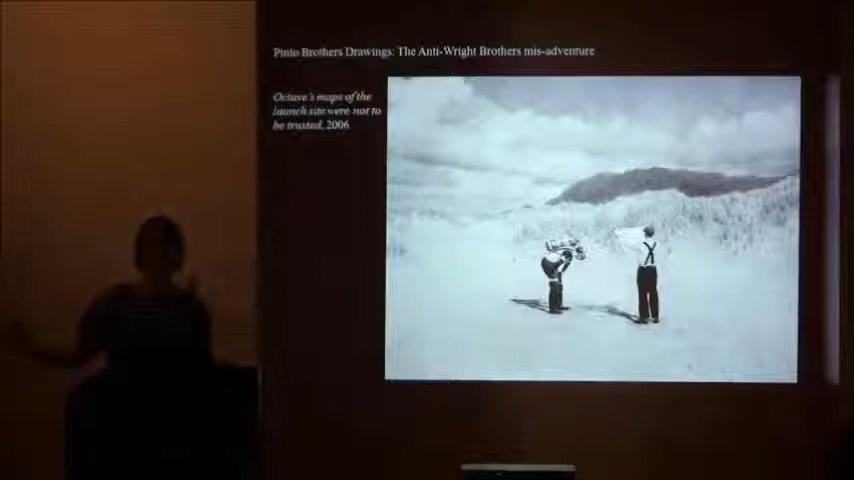 Pinto Brothers Drawings: The Anti-Wright Brothers mis-adventure
Octave's maps of the
launch site were not to
be trusted, 2006